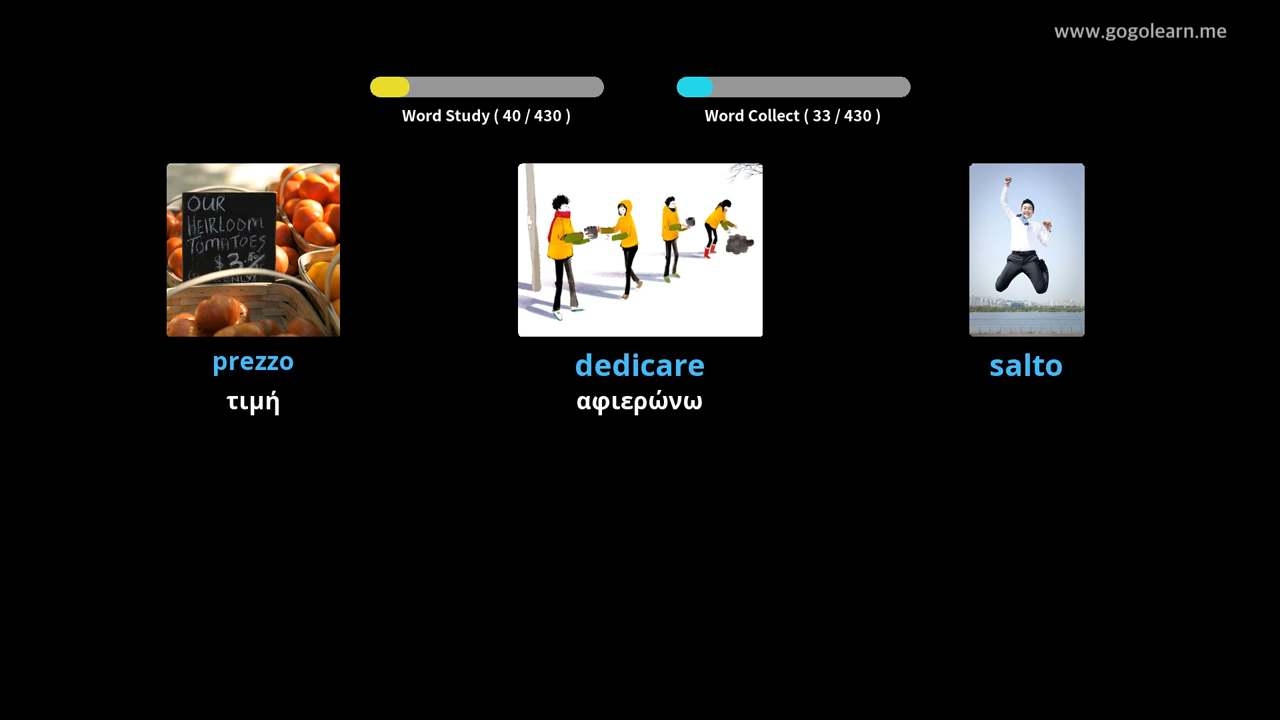 www.gogolearn.me
Word Study ( 40 / 430 )
Word Collect ( 33 / 430 )
OUR
HEIRLOOM
TOMATOES
prezzo
τιμή
dedicare
αφιερώνω
salto